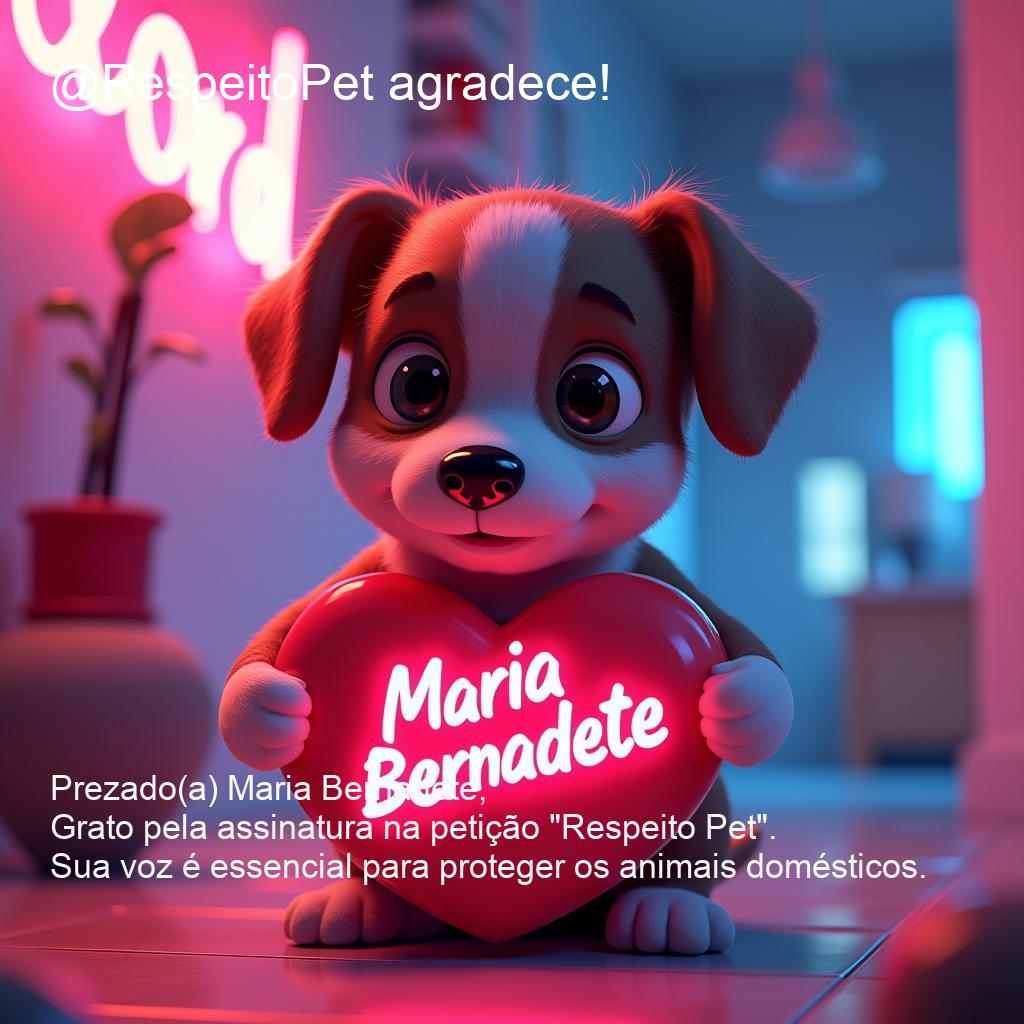 @RespeitoPet agradece!
Maria
Bernadete
Prezado(a) Maria Bernadete,
Grato pela assinatura na petição "Respeito Pet".
Sua voz é essencial para proteger os animais domésticos.